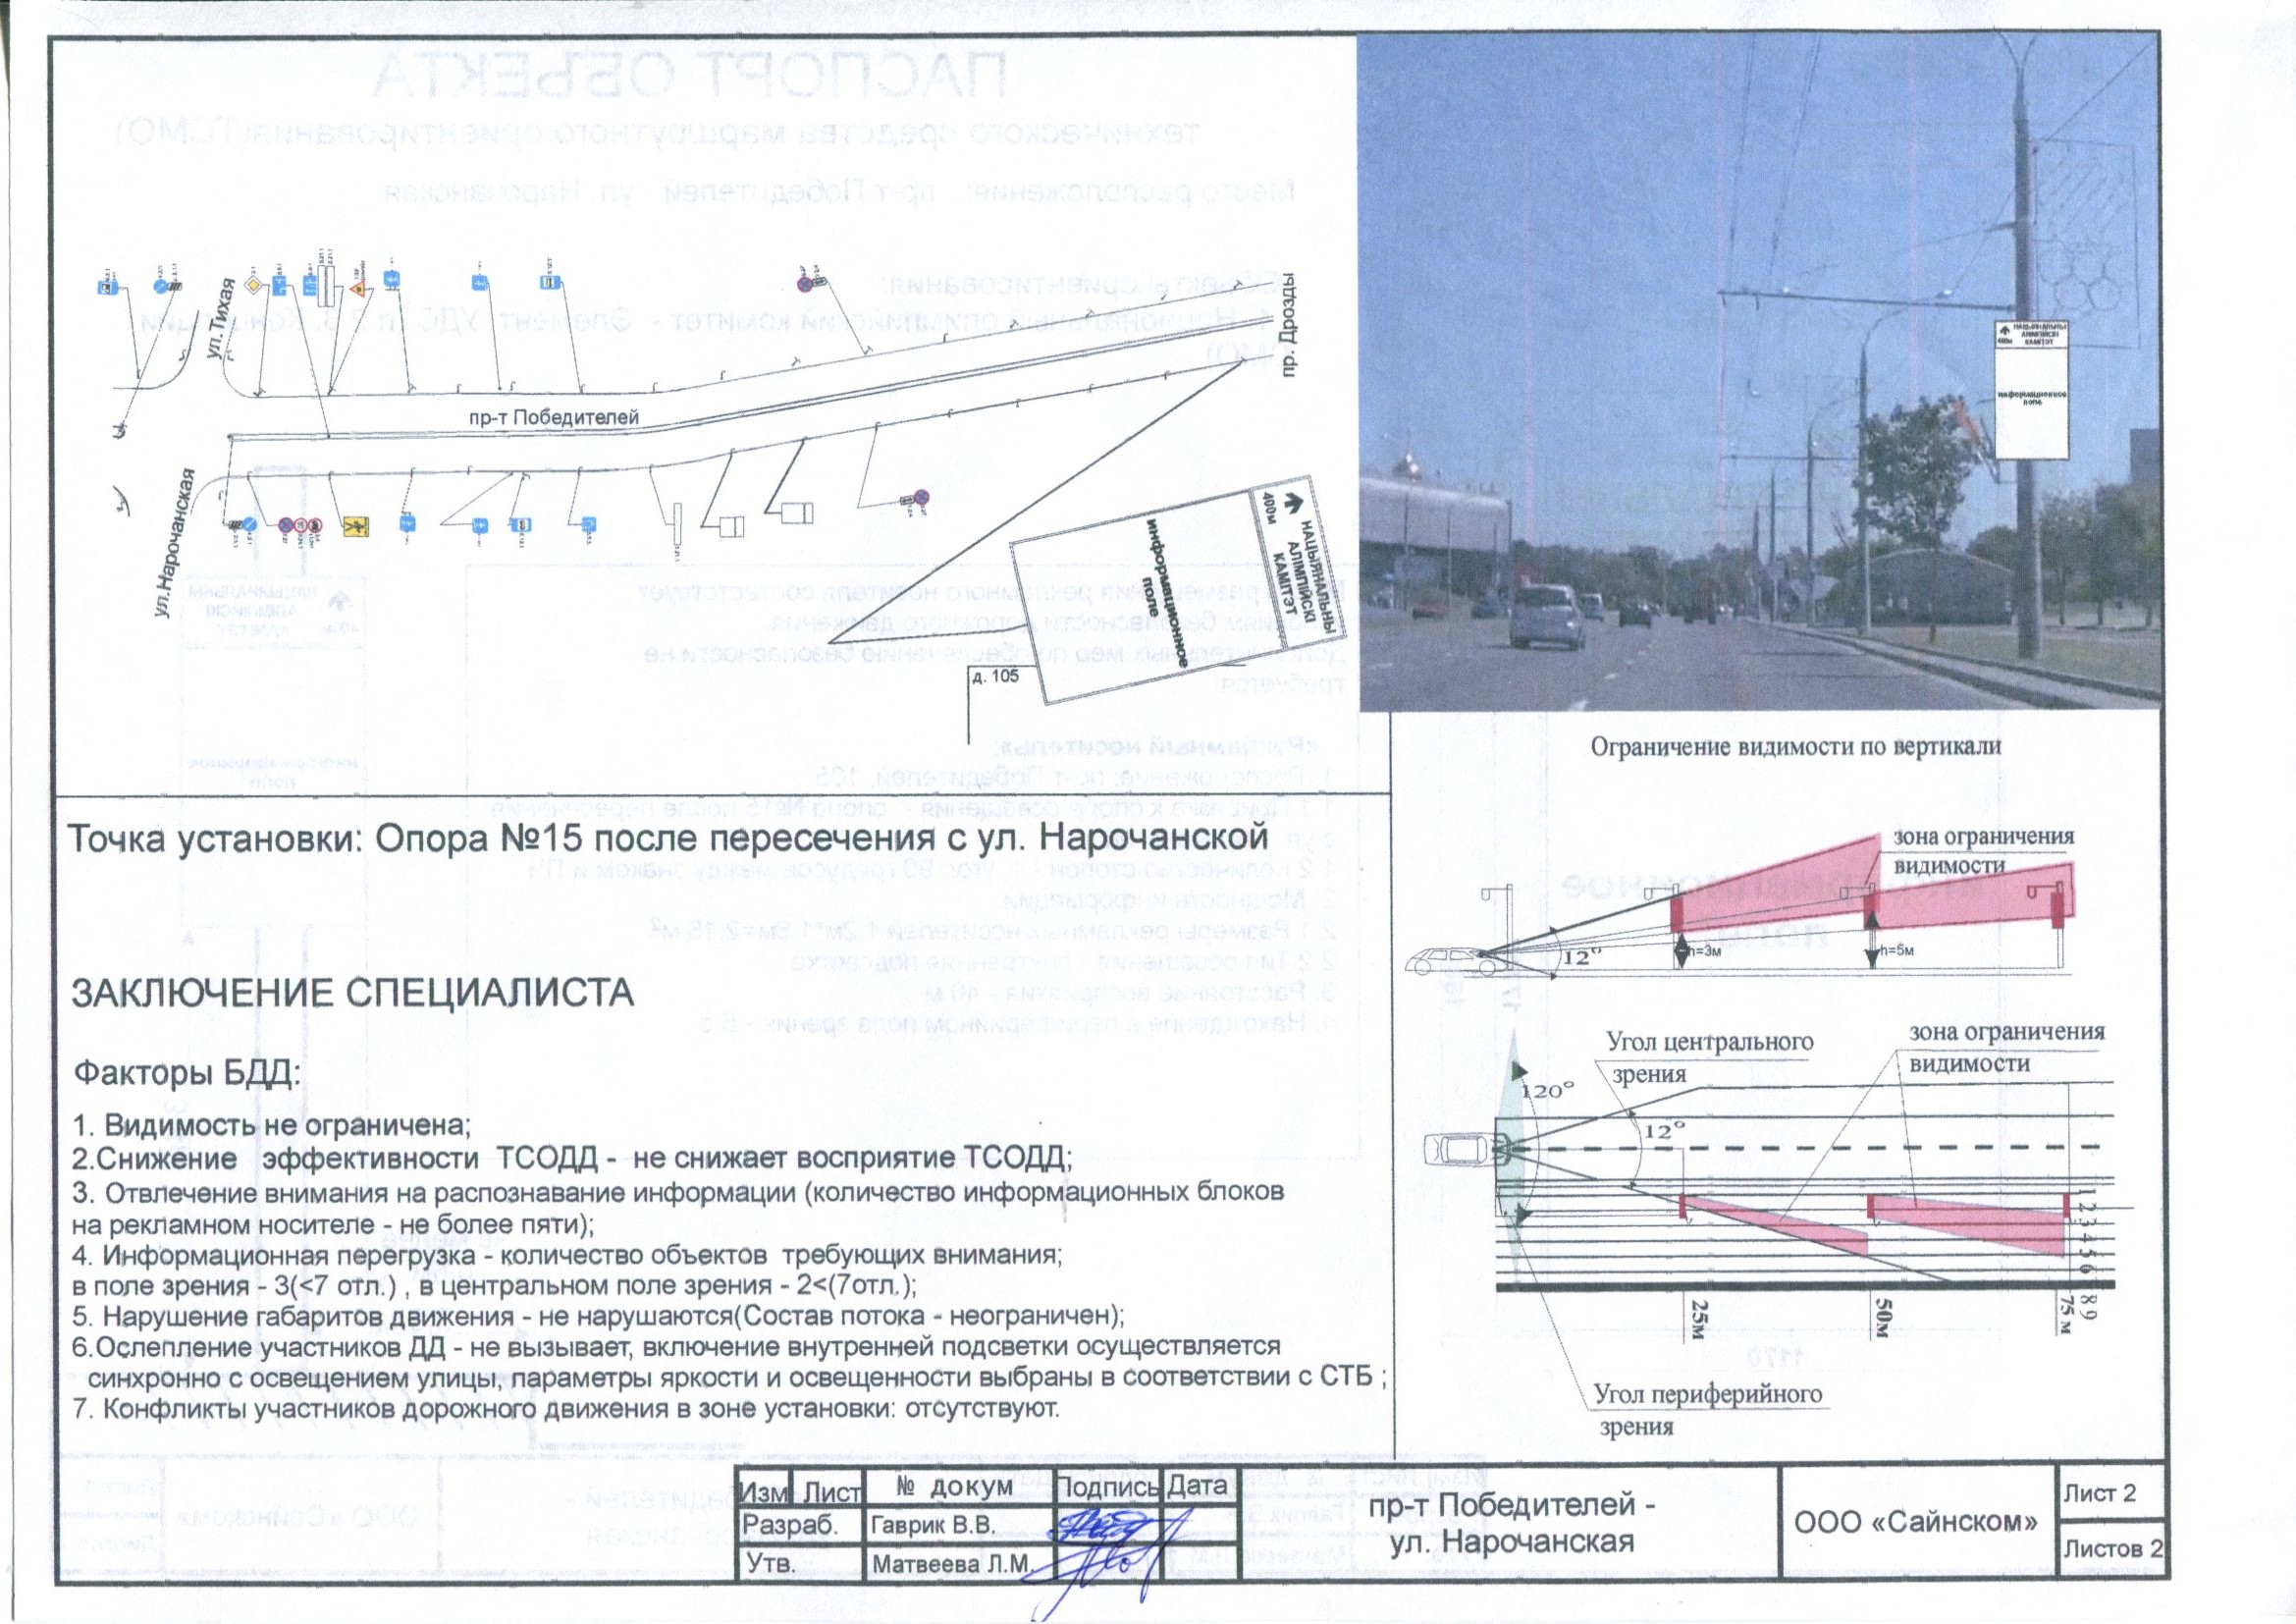 ул.Тихая
пр-т Победителей
пр. Дрозды
ул.Нарочанская
400м
НАЦЫЯНАЛЬНЫ
АЛІМПІЙСКІ
КАМІТЭТ
информационное
поле
д. 105
НАЦЫЯНАЛЬНЫ
АЛІМПІЙСКІ
КАМІТЭТ
400м
информационное
поле
Точка установки: Опора №15 после пересечения с ул. Нарочанской
ЗАКЛЮЧЕНИЕ СПЕЦИАЛИСТА
Факторы БДД:
1. Видимость не ограничена;
2.Снижение эффективности ТСОДД - не снижает восприятие ТСОДД;
3. Отвлечение внимания на распознавание информации (количество информационных блоков
на рекламном носителе - не более пяти);
4. Информационная перегрузка - количество объектов требующих внимания;
в поле зрения - 3(<7 отл.) , в центральном поле зрения - 2<(7отл.);
5. Нарушение габаритов движения - не нарушаются(Состав потока - неограничен);
6.Ослепление участников ДД - не вызывает, включение внутренней подсветки осуществляется
синхронно с освещением улицы, параметры яркости и освещенности выбраны в соответствии с СТБ ;
7. Конфликты участников дорожного движения в зоне установки: отсутствуют.
Ограничение видимости по вертикали
зона ограничения
видимости
12°
h=3м
h=5м
Угол центрального
зрения
зона ограничения
видимости
120°
12°
1 2 3 4 5 6 8 9
25м
50м
75 м
Угол периферийного
зрения
Изм Лист № докум Подпись Дата
Разраб. Гаврик В.В.
Утв. Матвеева Л.М.
пр-т Победителей -
ул. Нарочанская
ООО «Сайнском»
Лист 2
Листов 2